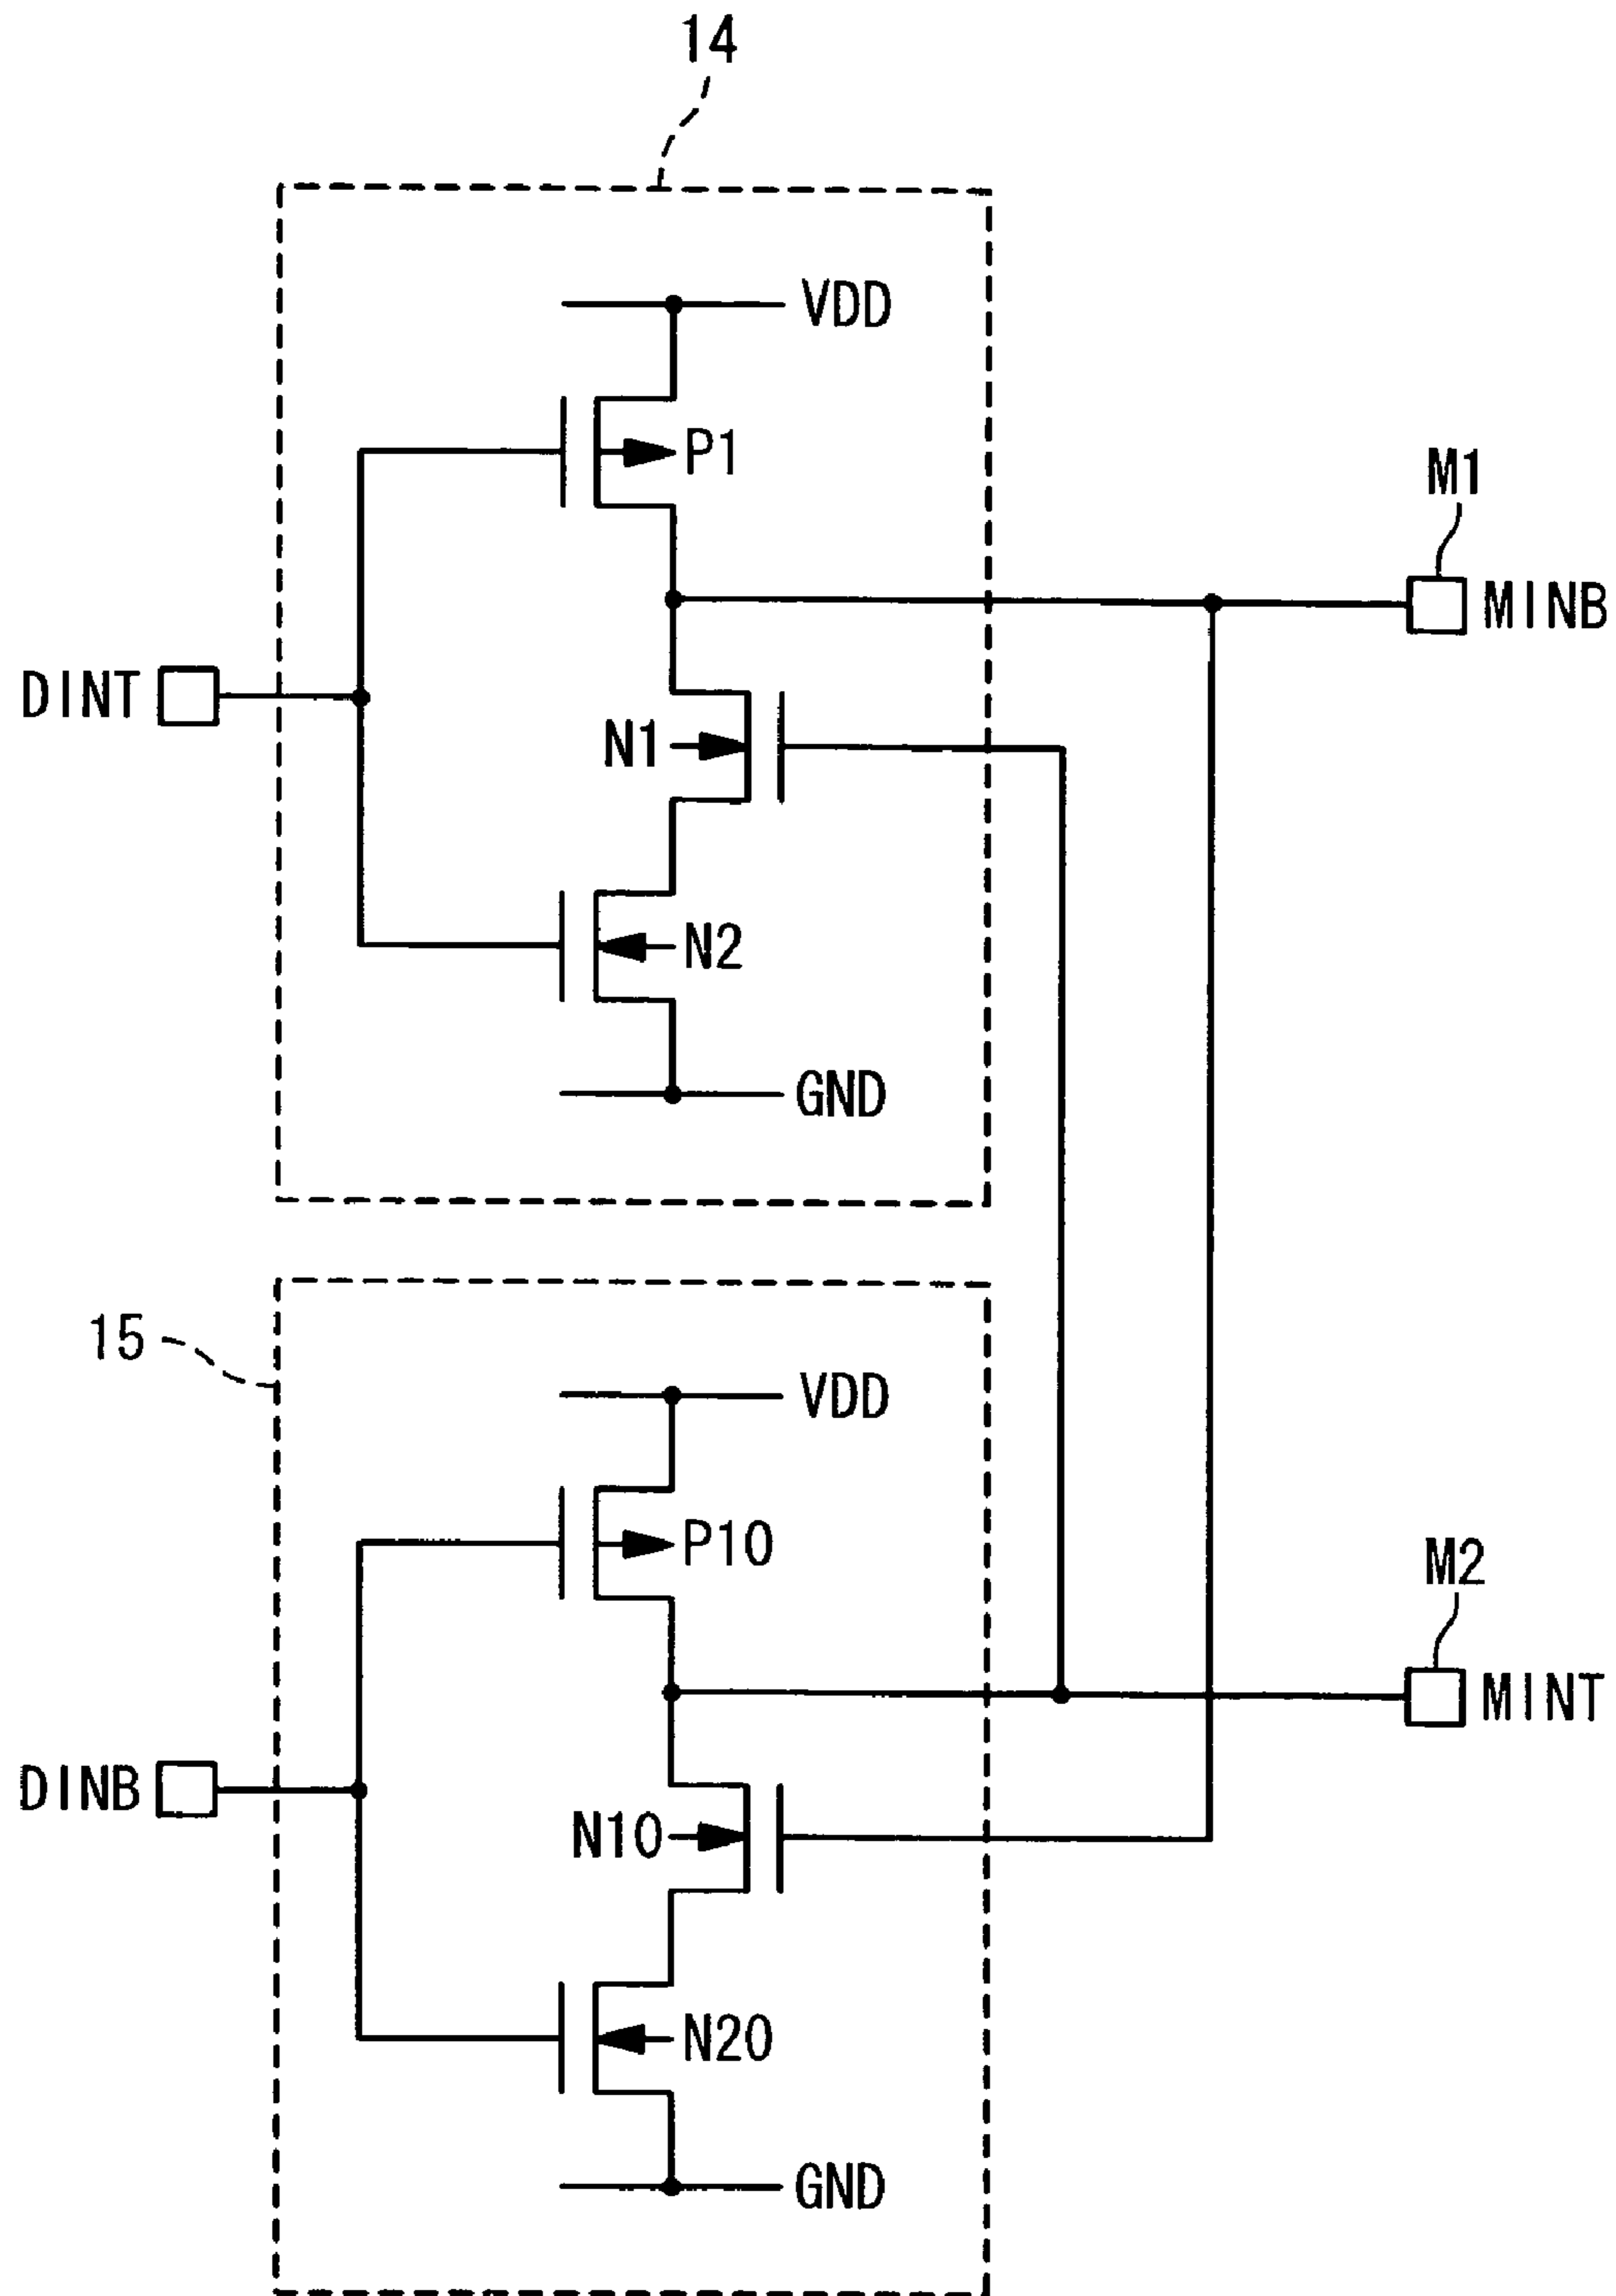 14
VDD
P1
M1
MINB
DINT
N1
N2
GND
15
VDD
P10
M2
MINT
DINB
N10
N20
GND